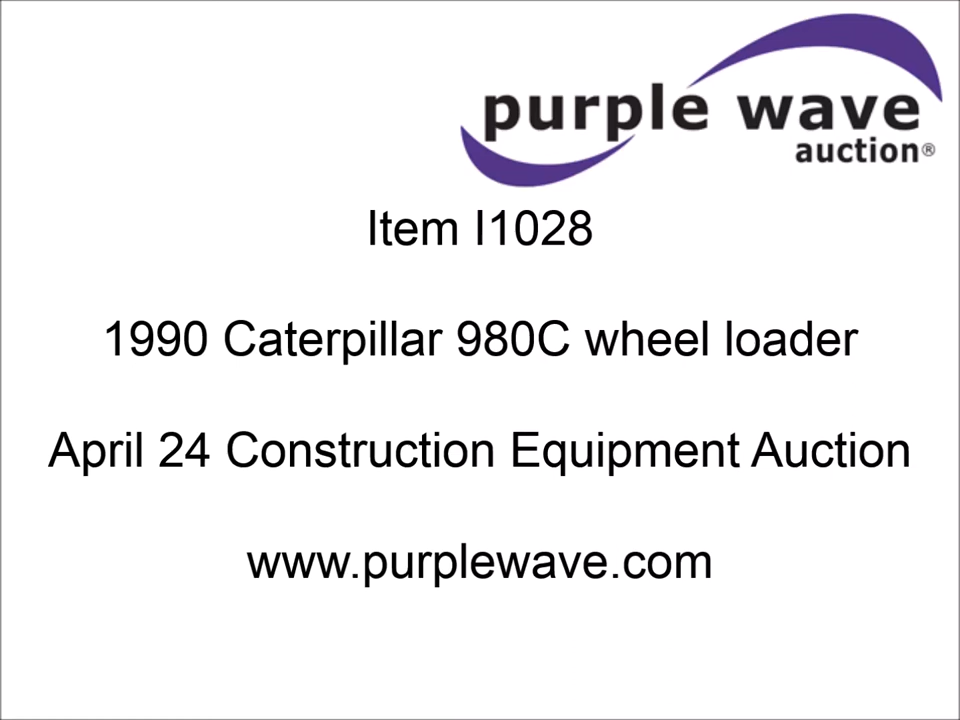 purple wave
auction®
Item I1028
1990 Caterpillar 980C wheel loader
April 24 Construction Equipment Auction
www.purplewave.com